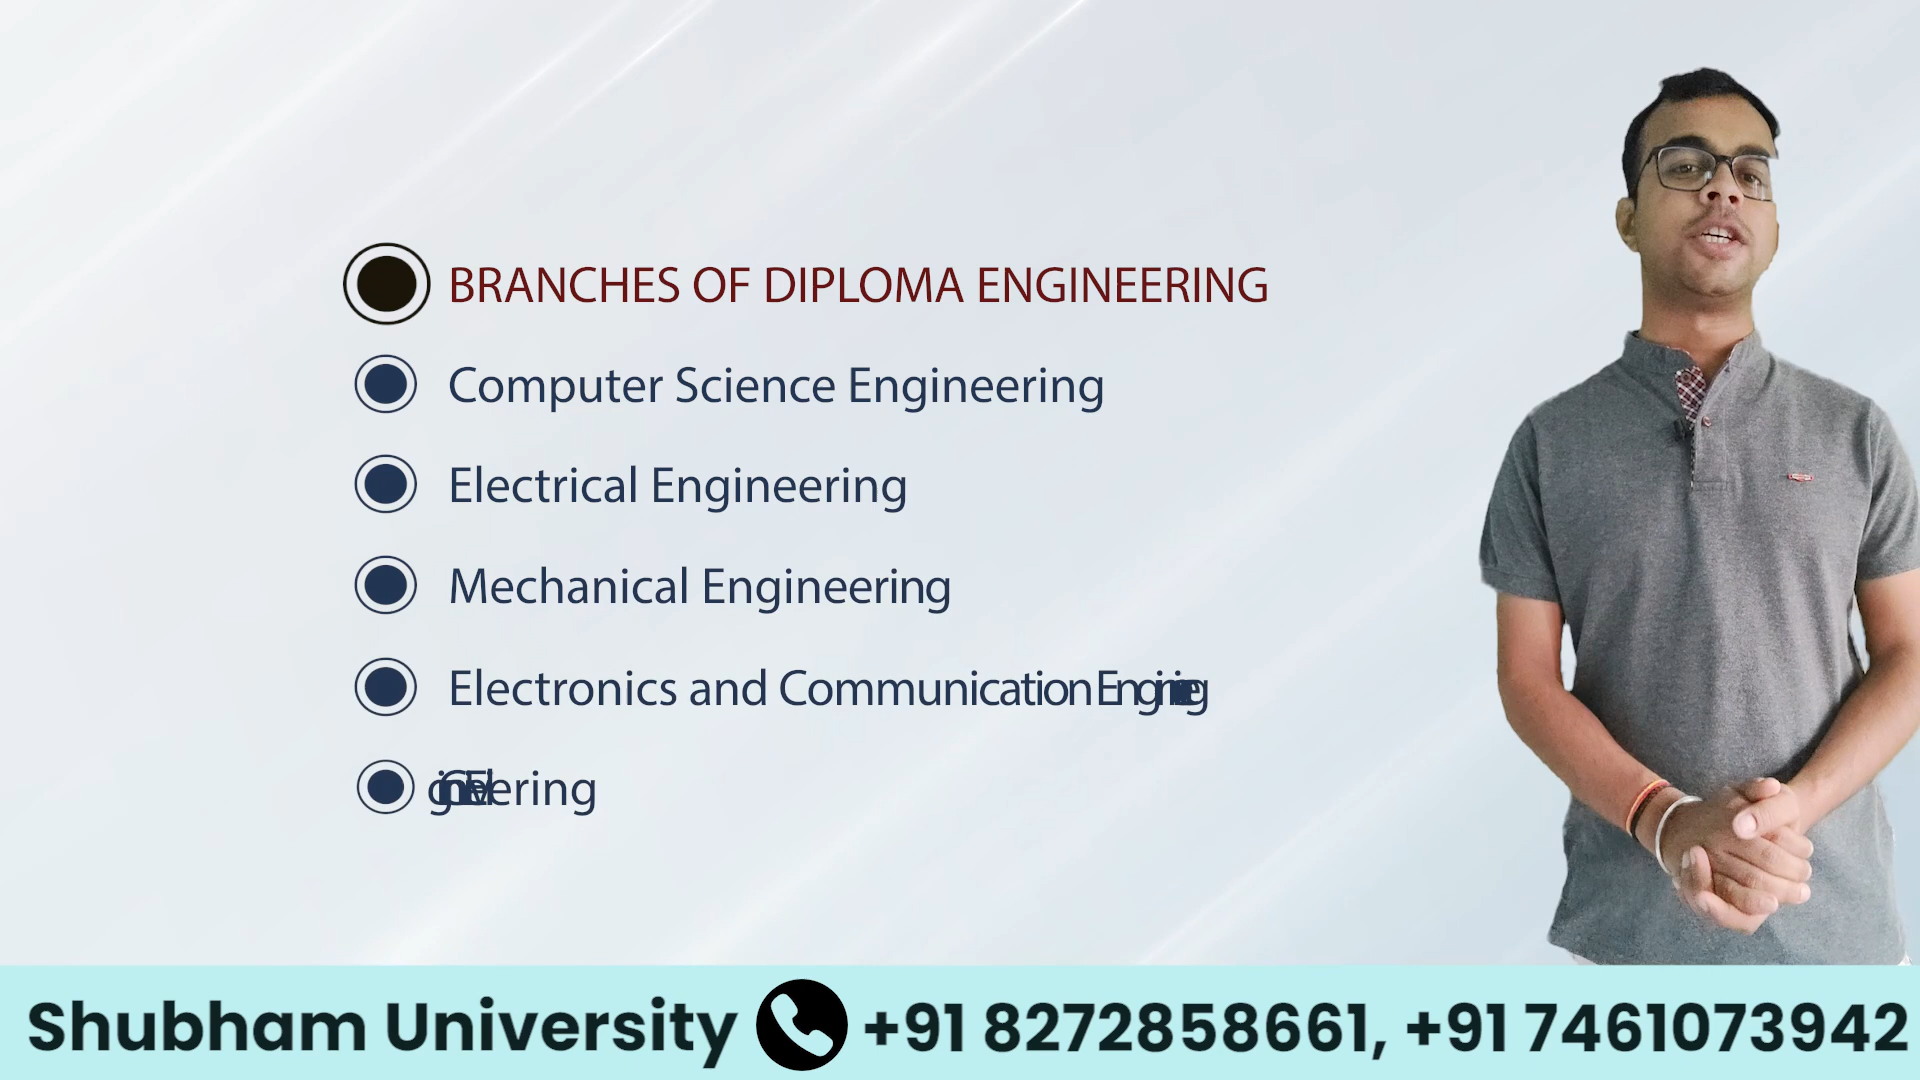 BRANCHES OF DIPLOMA ENGINEERING
Computer Science Engineering
Electrical Engineering
Mechanical Engineering
Electronics and Communication
Shubham University +91 8272858661, +91 7461073942